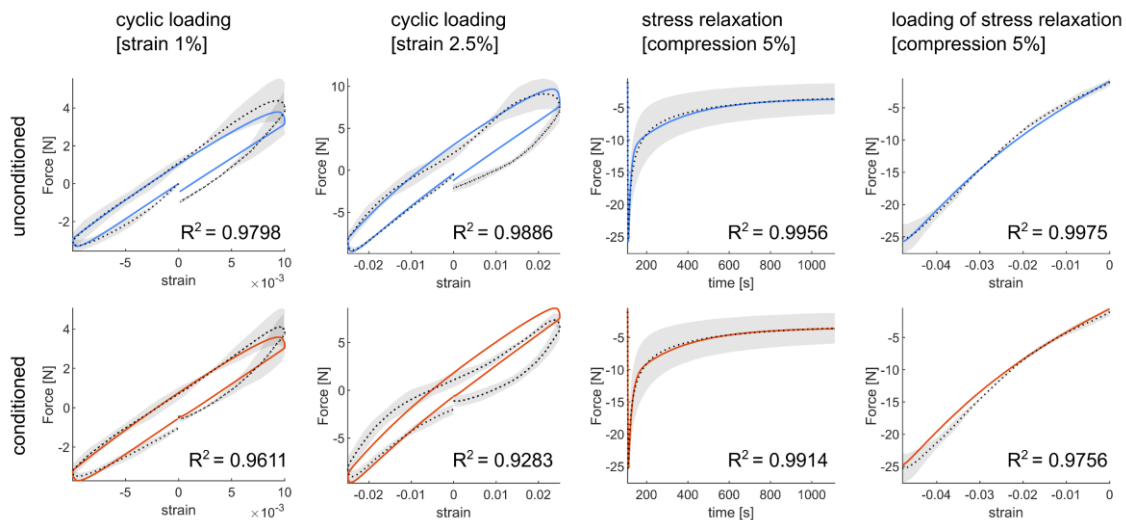 cyclic loading
[strain 1%]
cyclic loading
[strain 2.5%]
stress relaxation
[compression 5%]
loading of stress relaxation
[compression 5%]
unconditioned
Force [N]
4
2
0
-2
-5
0
5
10
× 10⁻³
strain
R² = 0.9798
Force [N]
10
5
0
-5
-0.02
-0.01
0
0.01
0.02
strain
R² = 0.9886
Force [N]
-5
-10
-15
-20
-25
200
400
600
800
1000
time [s]
R² = 0.9956
Force [N]
-5
-10
-15
-20
-25
-0.04
-0.03
-0.02
-0.01
0
strain
R² = 0.9975
conditioned
Force [N]
4
2
0
-2
-5
0
5
10
× 10⁻³
strain
R² = 0.9611
Force [N]
5
0
-5
-0.02
-0.01
0
0.01
0.02
strain
R² = 0.9283
Force [N]
-5
-10
-15
-20
-25
200
400
600
800
1000
time [s]
R² = 0.9914
Force [N]
-5
-10
-15
-20
-25
-0.04
-0.03
-0.02
-0.01
0
strain
R² = 0.9756